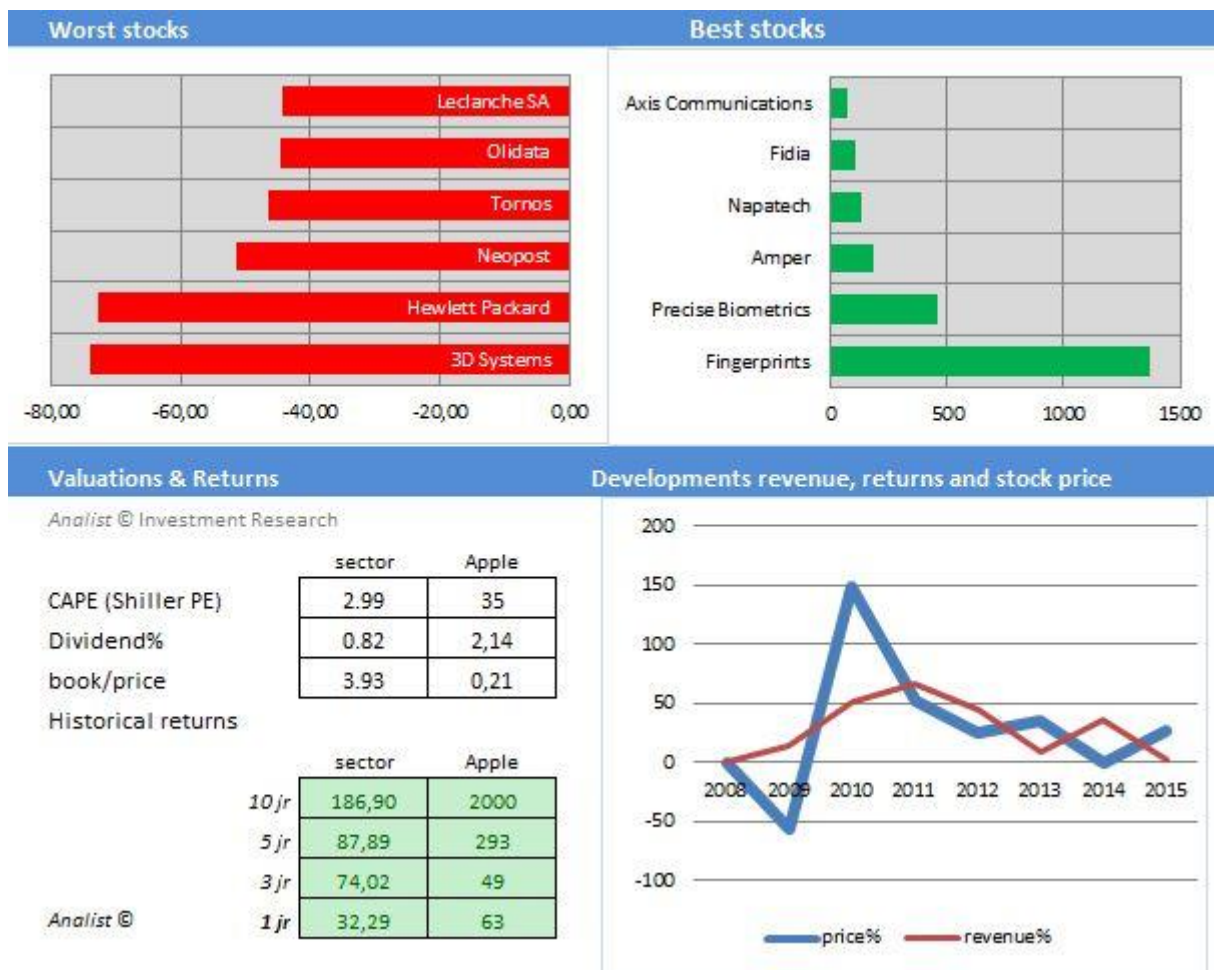 Worst stocks
Best stocks
Leclanche SA
Olidata
Tornos
Neopost
Hewlett Packard
3D Systems
-80,00 -60,00 -40,00 -20,00 0,00
Axis Communications
Fidia
Napatech
Amper
Precise Biometrics
Fingerprints
0 500 1000 1500
Valuations & Returns
Developments revenue, returns and stock price
Analist © Investment Research
sector Apple
CAPE (Shiller PE) 2.99 35
Dividend% 0.82 2,14
book/price 3.93 0,21
Historical returns
sector Apple
10 jr 186,90 2000
5 jr 87,89 293
3 jr 74,02 49
Analist © 1 jr 32,29 63
200
150
100
50
0
2008 2009 2010 2011 2012 2013 2014 2015
-50
-100
price% revenue%